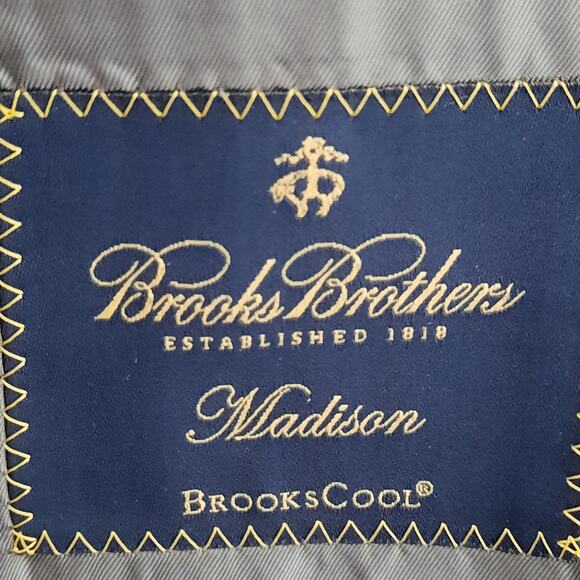 Brooks Brothers
ESTABLISHED 1818
Madison
BROOKSCOOL®